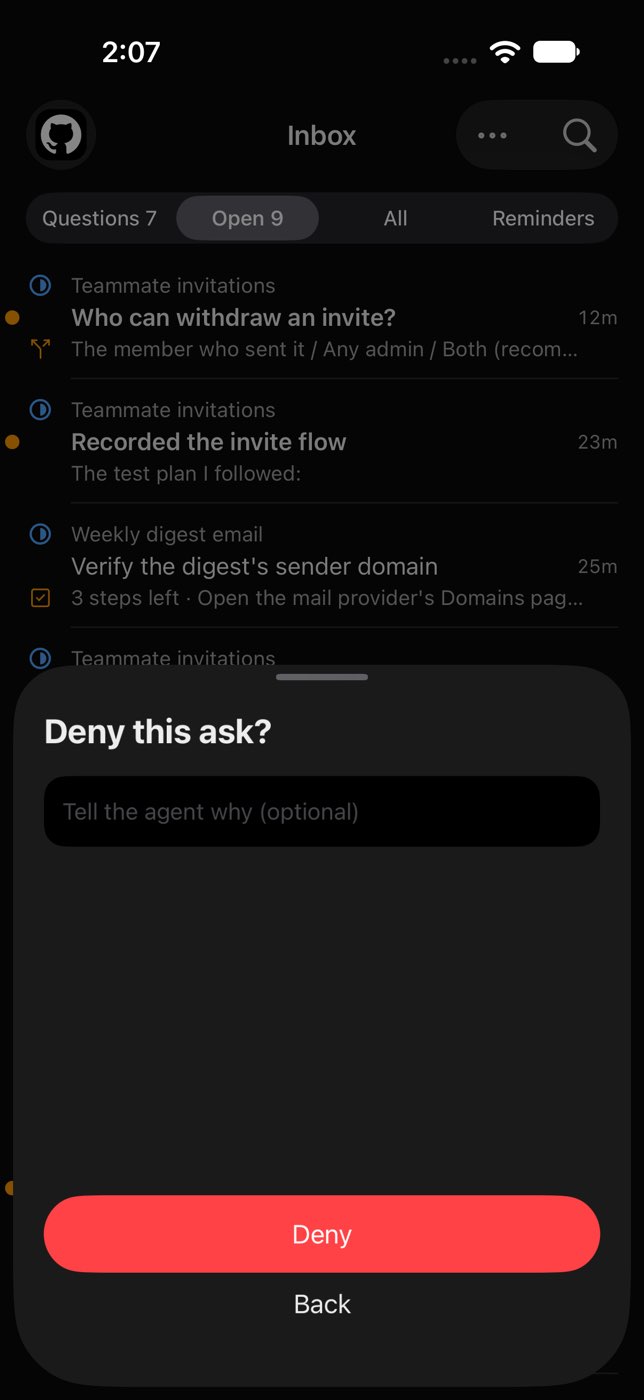 2:07
Inbox
Questions 7
Open 9
All
Reminders
Teammate invitations
Who can withdraw an invite?
12m
The member who sent it / Any admin / Both (recom...
Teammate invitations
Recorded the invite flow
23m
The test plan I followed:
Weekly digest email
Verify the digest's sender domain
25m
3 steps left · Open the mail provider's Domains pag...
Teammate invitations
Deny this ask?
Tell the agent why (optional)
Deny
Back